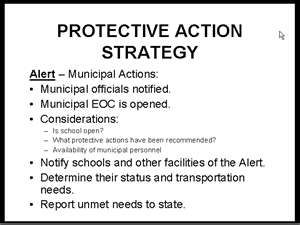 PROTECTIVE ACTION
STRATEGY
Alert – Municipal Actions:
• Municipal officials notified.
• Municipal EOC is opened.
• Considerations:
– Is school open?
– What protective actions have been recommended?
– Availability of municipal personnel
• Notify schools and other facilities of the Alert.
• Determine their status and transportation
needs.
• Report unmet needs to state.